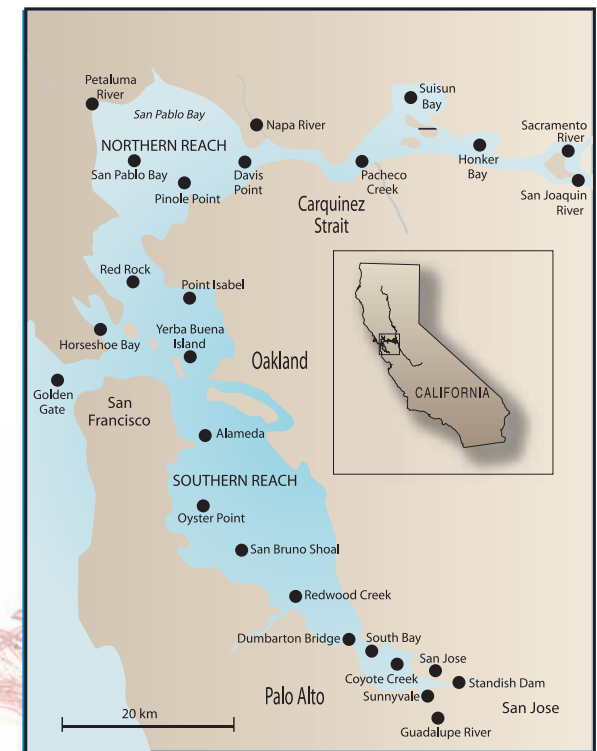 Petaluma
River
San Pablo Bay
Napa River
Suisun
Bay
Sacramento
River
NORTHERN REACH
San Pablo Bay
Davis
Point
Pacheco
Creek
Honker
Bay
Pinole Point
San Joaquin
River
Carquinez
Strait
Red Rock
Point Isabel
Horseshoe Bay
Yerba Buena
Island
Oakland
Golden
Gate
San
Francisco
CALIFORNIA
Alameda
SOUTHERN REACH
Oyster Point
San Bruno Shoal
Redwood Creek
Dumbarton Bridge
South Bay
San Jose
Coyote Creek
Standish Dam
Sunnyvale
Palo Alto
San Jose
Guadalupe River
20 km